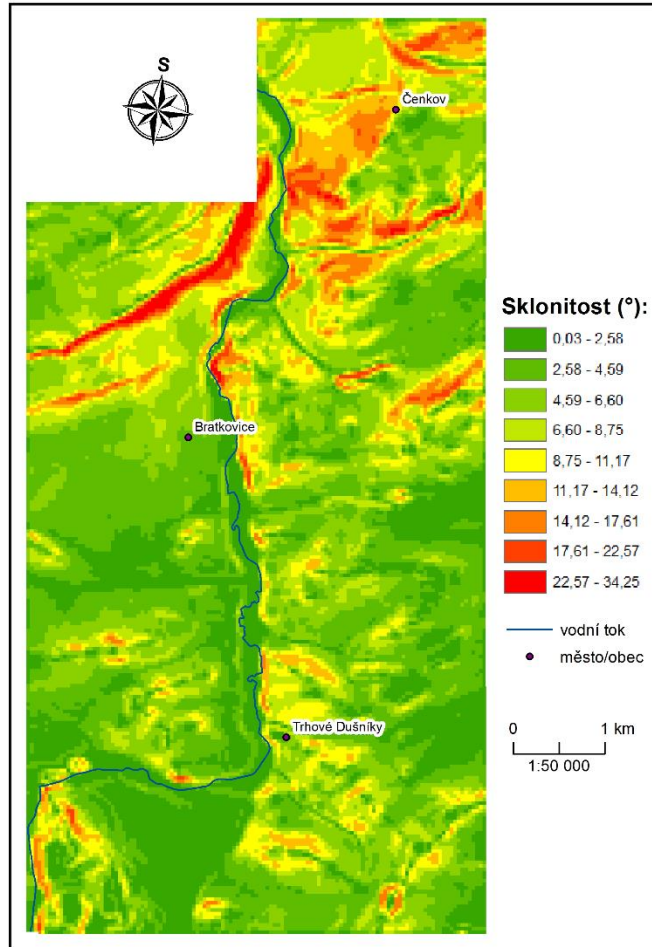 S
Čenkov
Bratkovice
Trhové Dušníky
Sklonitost (°):
0,03 - 2,58
2,58 - 4,59
4,59 - 6,60
6,60 - 8,75
8,75 - 11,17
11,17 - 14,12
14,12 - 17,61
17,61 - 22,57
22,57 - 34,25
vodní tok
město/obec
0 1 km
1:50 000